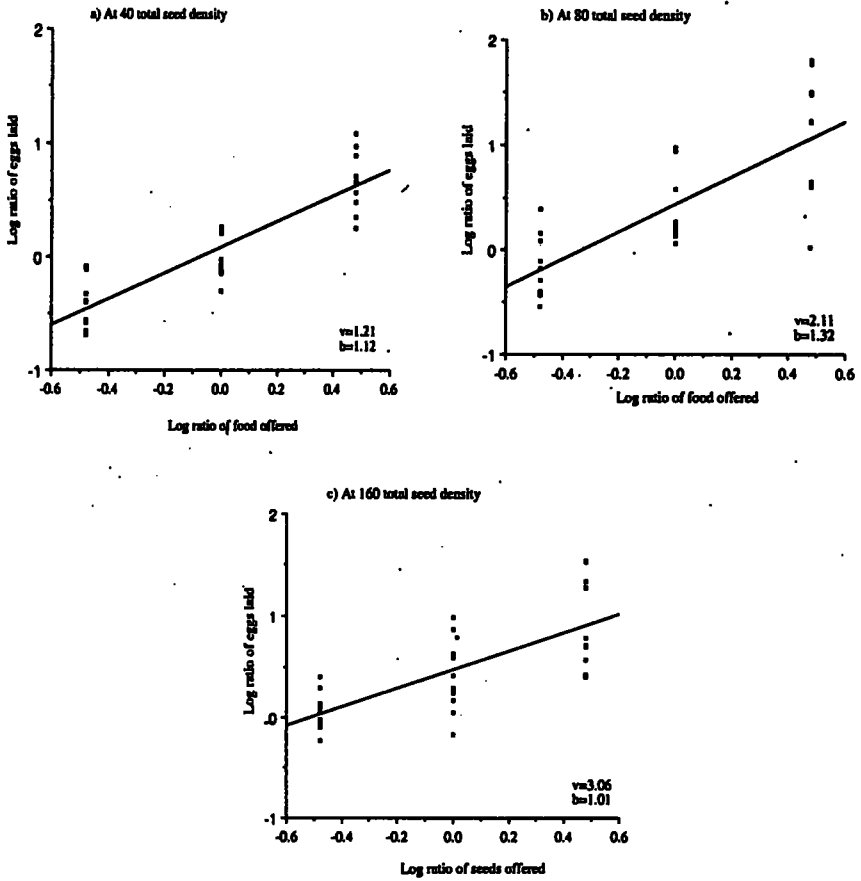 a) At 40 total seed density
2
1
0
-1
Log ratio of eggs laid
-0.6 -0.4 -0.2 0.0 0.2 0.4 0.6
Log ratio of food offered
v=1.21
b=1.12
b) At 80 total seed density
2
1
0
-1
Log ratio of eggs laid
-0.6 -0.4 -0.2 0.0 0.2 0.4 0.6
Log ratio of food offered
v=2.11
b=1.32
c) At 160 total seed density
2
1
0
-1
Log ratio of eggs laid
-0.6 -0.4 -0.2 0.0 0.2 0.4 0.6
Log ratio of seeds offered
v=3.06
b=1.01